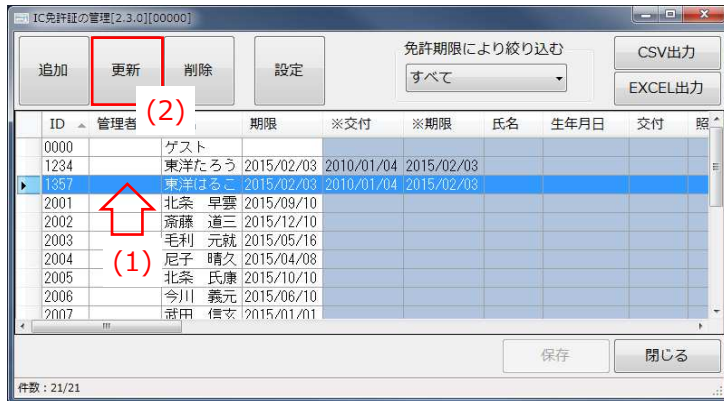 IC免許証の管理[2.3.0][00000]
追加 更新 削除 設定 免許期限により絞り込む すべて CSV出力 EXCEL出力
(2)
ID 管理者 期限 ※交付 ※期限 氏名 生年月日 交付 照
0000 ゲスト
1234 東洋たろう 2015/02/03 2010/01/04 2015/02/03
1357 東洋はるこ 2015/02/03 2010/01/04 2015/02/03
2001 北条 早雲 2015/09/10
2002 斎藤 道三 2015/12/10
2003 毛利 元就 2015/05/16
2004 尼子 晴久 2015/04/08
(1)
2005 北条 氏康 2015/10/10
2006 今川 義元 2015/06/10
2007 武田 信玄 2015/01/01
保存 閉じる
件数 : 21/21